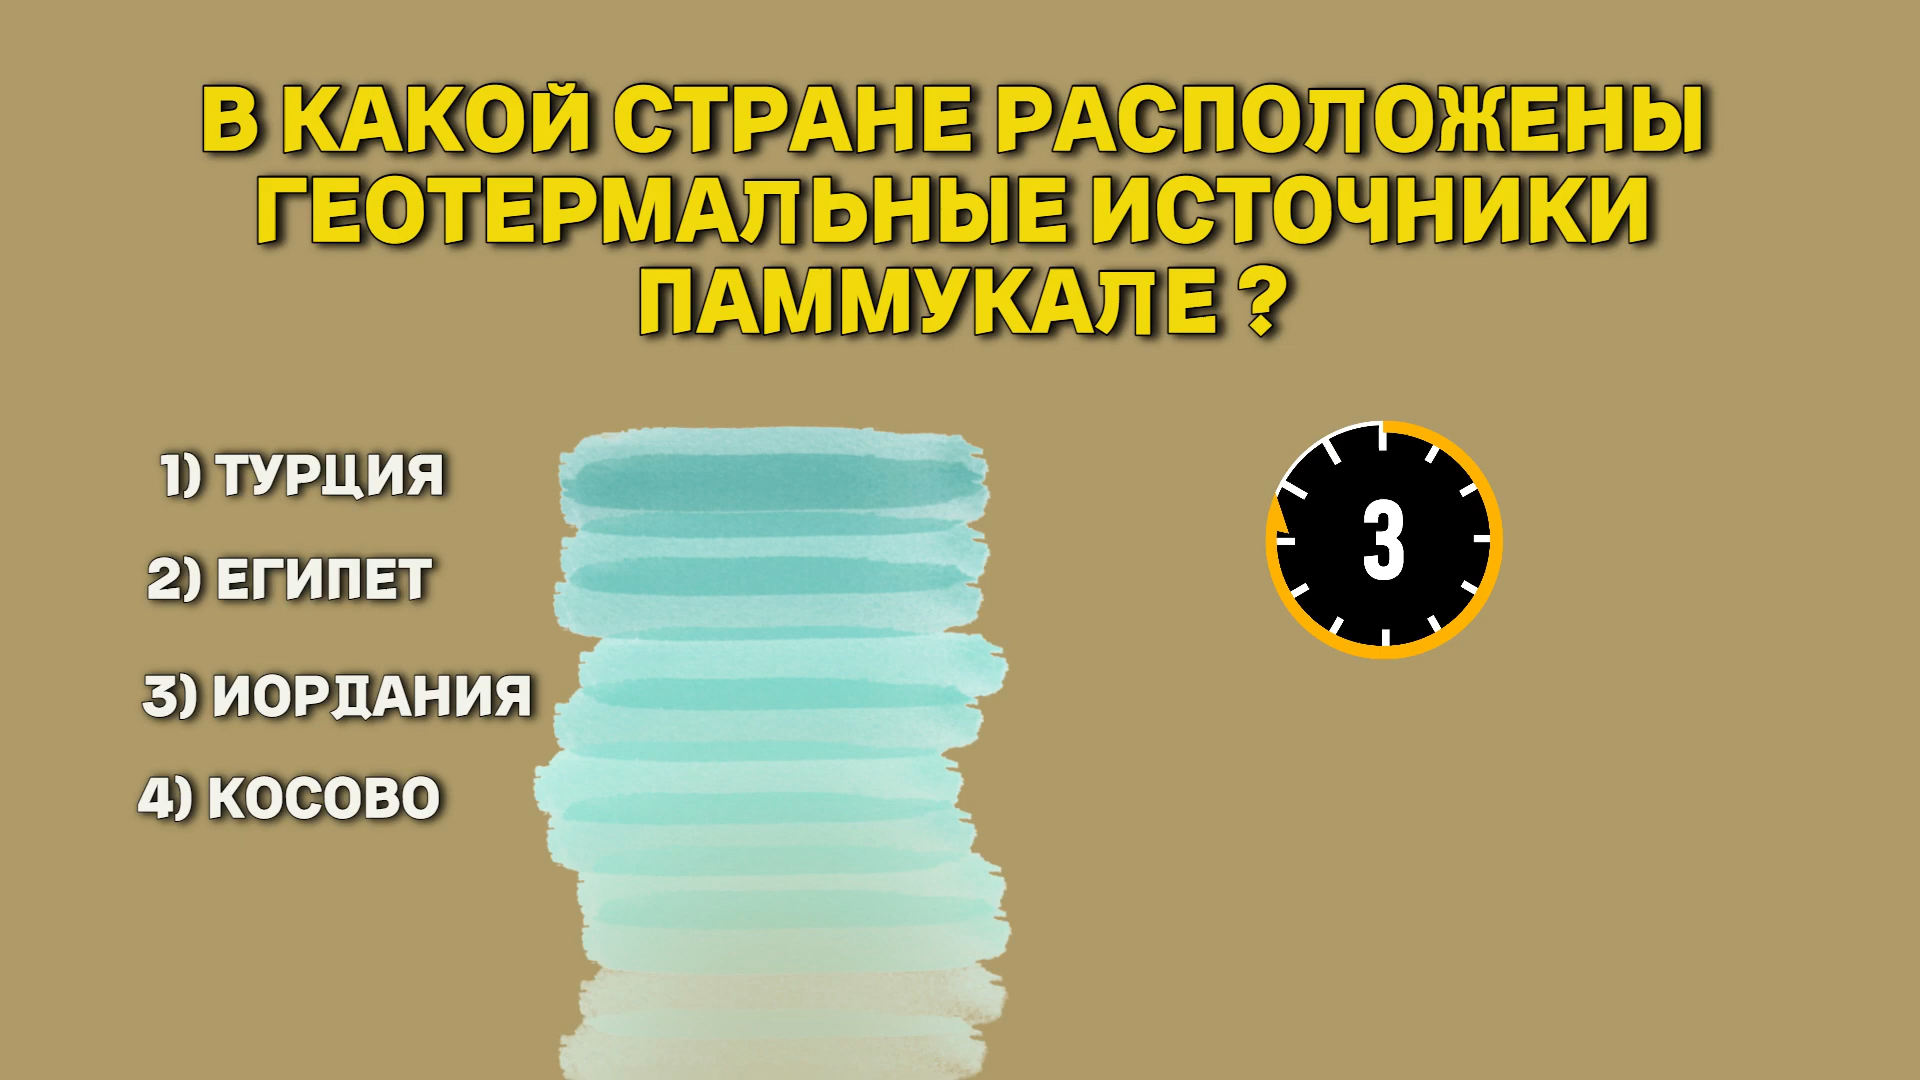 В КАКОЙ СТРАНЕ РАСПОЛОЖЕНЫ
ГЕОТЕРМАЛЬНЫЕ ИСТОЧНИКИ
ПАММУКАЛЕ ?
1) ТУРЦИЯ
2) ЕГИПЕТ
3) ИОРДАНИЯ
4) КОСОВО
3